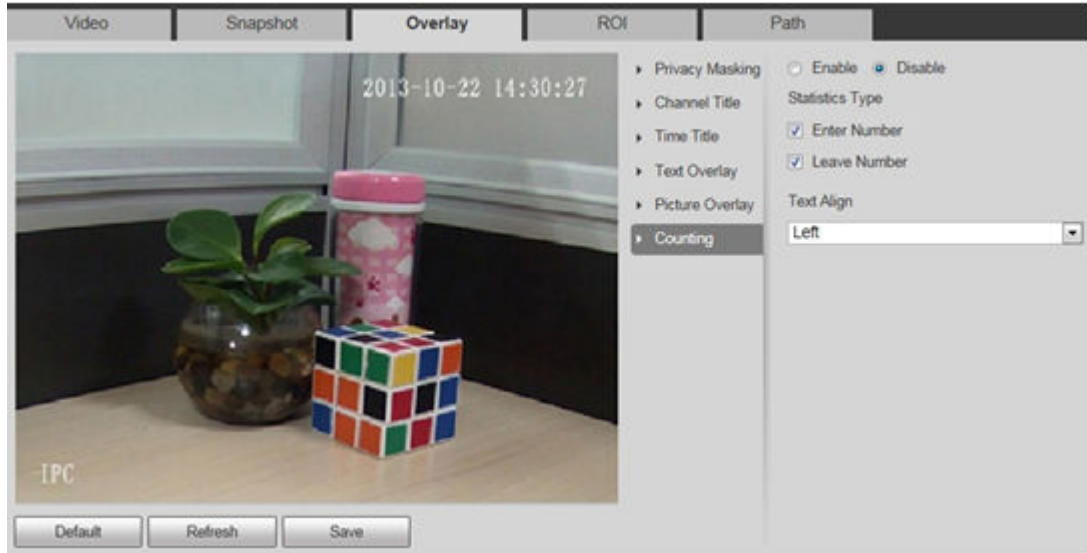 Video Snapshot Overlay ROI Path
2013-10-22 14:30:27
IPC
Privacy Masking
Channel Title
Time Title
Text Overlay
Picture Overlay
Counting
Enable Disable
Statistics Type
Enter Number
Leave Number
Text Align
Left
Default Refresh Save